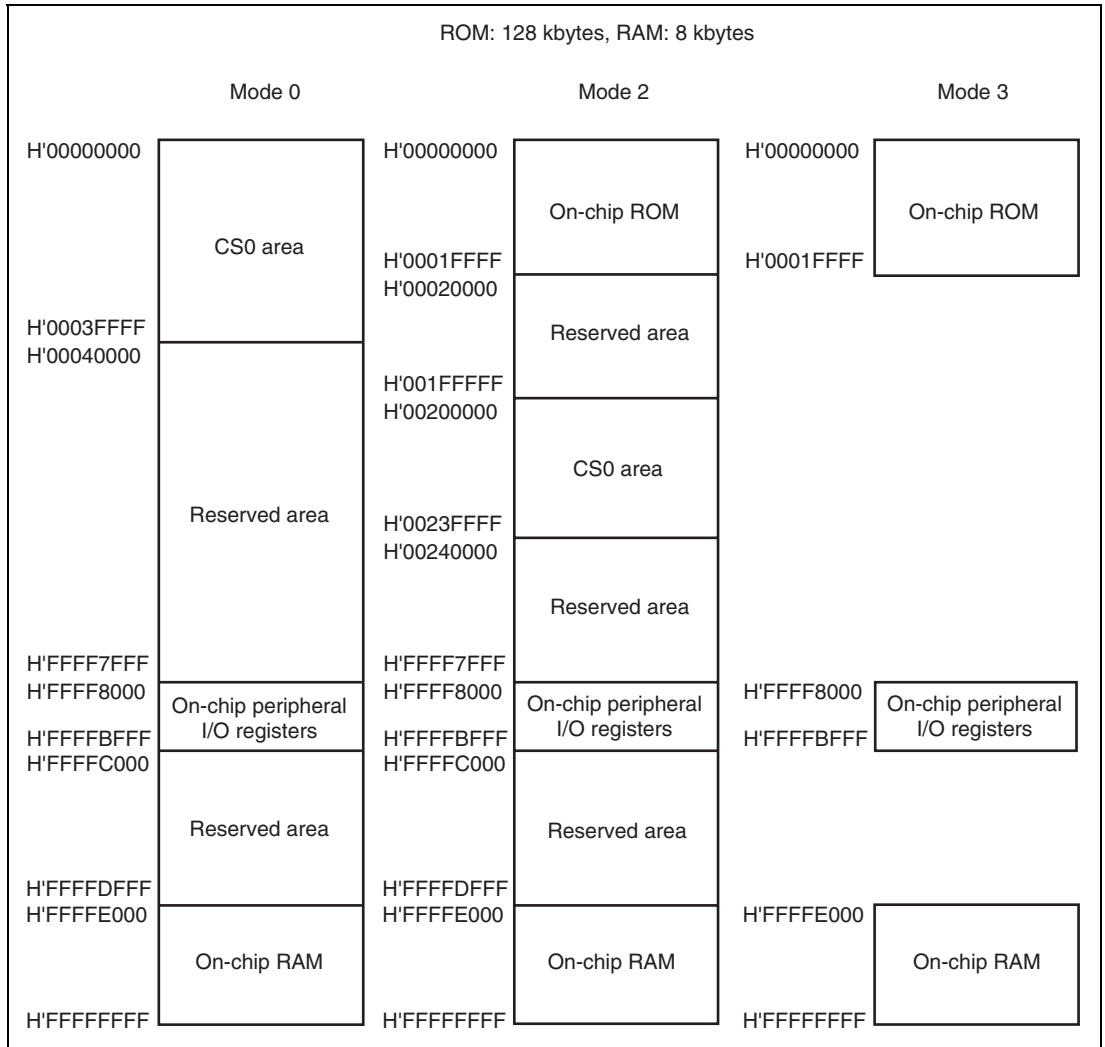 ROM: 128 kbytes, RAM: 8 kbytes
Mode 0
H'00000000
CS0 area
H'0003FFFF
H'00040000
Reserved area
H'FFFF7FFF
H'FFFF8000
On-chip peripheral
I/O registers
H'FFFFBFFF
H'FFFFC000
Reserved area
H'FFFFDFFF
H'FFFFE000
On-chip RAM
H'FFFFFFFF
Mode 2
H'00000000
On-chip ROM
H'0001FFFF
H'00020000
Reserved area
H'001FFFFF
H'00200000
CS0 area
H'0023FFFF
H'00240000
Reserved area
H'FFFF7FFF
H'FFFF8000
On-chip peripheral
I/O registers
H'FFFFBFFF
H'FFFFC000
Reserved area
H'FFFFDFFF
H'FFFFE000
On-chip RAM
H'FFFFFFFF
Mode 3
H'00000000
On-chip ROM
H'0001FFFF
H'FFFF8000
On-chip peripheral
I/O registers
H'FFFFBFFF
H'FFFFE000
On-chip RAM
H'FFFFFFFF